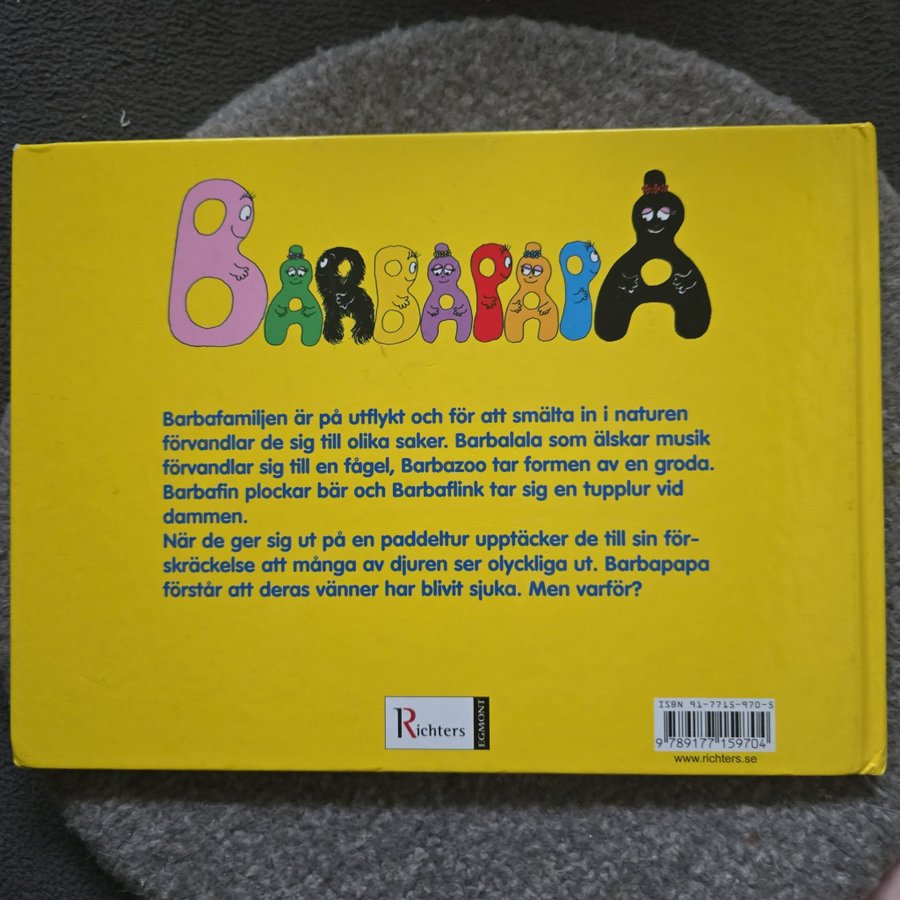 BARBAPAPA
Barbafamiljen är på utflykt och för att smälta in i naturen
förvandlar de sig till olika saker. Barbalala som älskar musik
förvandlar sig till en fågel, Barbazoo tar formen av en groda.
Barbafin plockar bär och Barbaflink tar sig en tupplur vid
dammen.
När de ger sig ut på en paddeltur upptäcker de till sin för-
skräckelse att många av djuren ser olyckliga ut. Barbapapa
förstår att deras vänner har blivit sjuka. Men varför?
Richters
EGMONT
ISBN 91-7715-970-5
9 789177 159704
www.richters.se